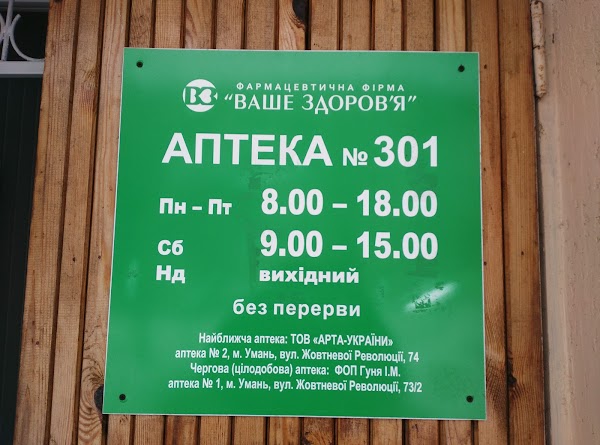 ВЗ
ФАРМАЦЕВТИЧНА ФІРМА
“ВАШЕ ЗДОРОВ'Я”
АПТЕКА № 301
Пн – Пт 8.00 – 18.00
Сб 9.00 – 15.00
Нд вихідний
без перерви
Найближча аптека: ТОВ «АРТА-УКРАЇНИ»
аптека № 2, м. Умань, вул. Жовтневої Революції, 74
Чергова (цілодобова) аптека: ФОП Гуня І.М.
аптека № 1, м. Умань, вул. Жовтневої Революції, 73/2